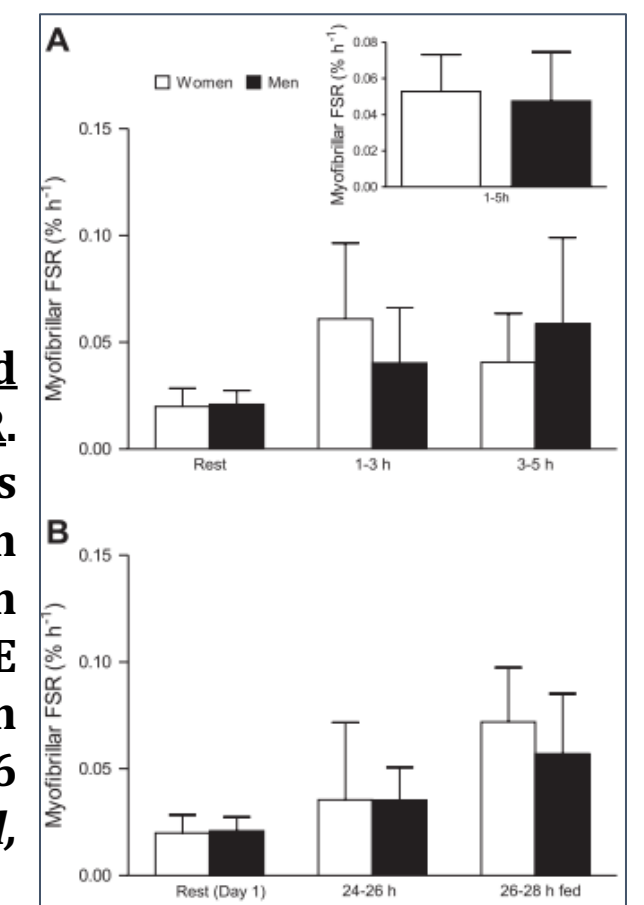 A
Women Men
Myofibrillar FSR (% h⁻¹)
0.15
0.10
0.05
0.00
Rest 1-3 h 3-5 h
Myofibrillar FSR (% h⁻¹)
0.08
0.06
0.04
0.02
0.00
1-5h
B
Myofibrillar FSR (% h⁻¹)
0.15
0.10
0.05
0.00
Rest (Day 1) 24-26 h 26-28 h fed
d
.
s
n
n
E
n
6
,